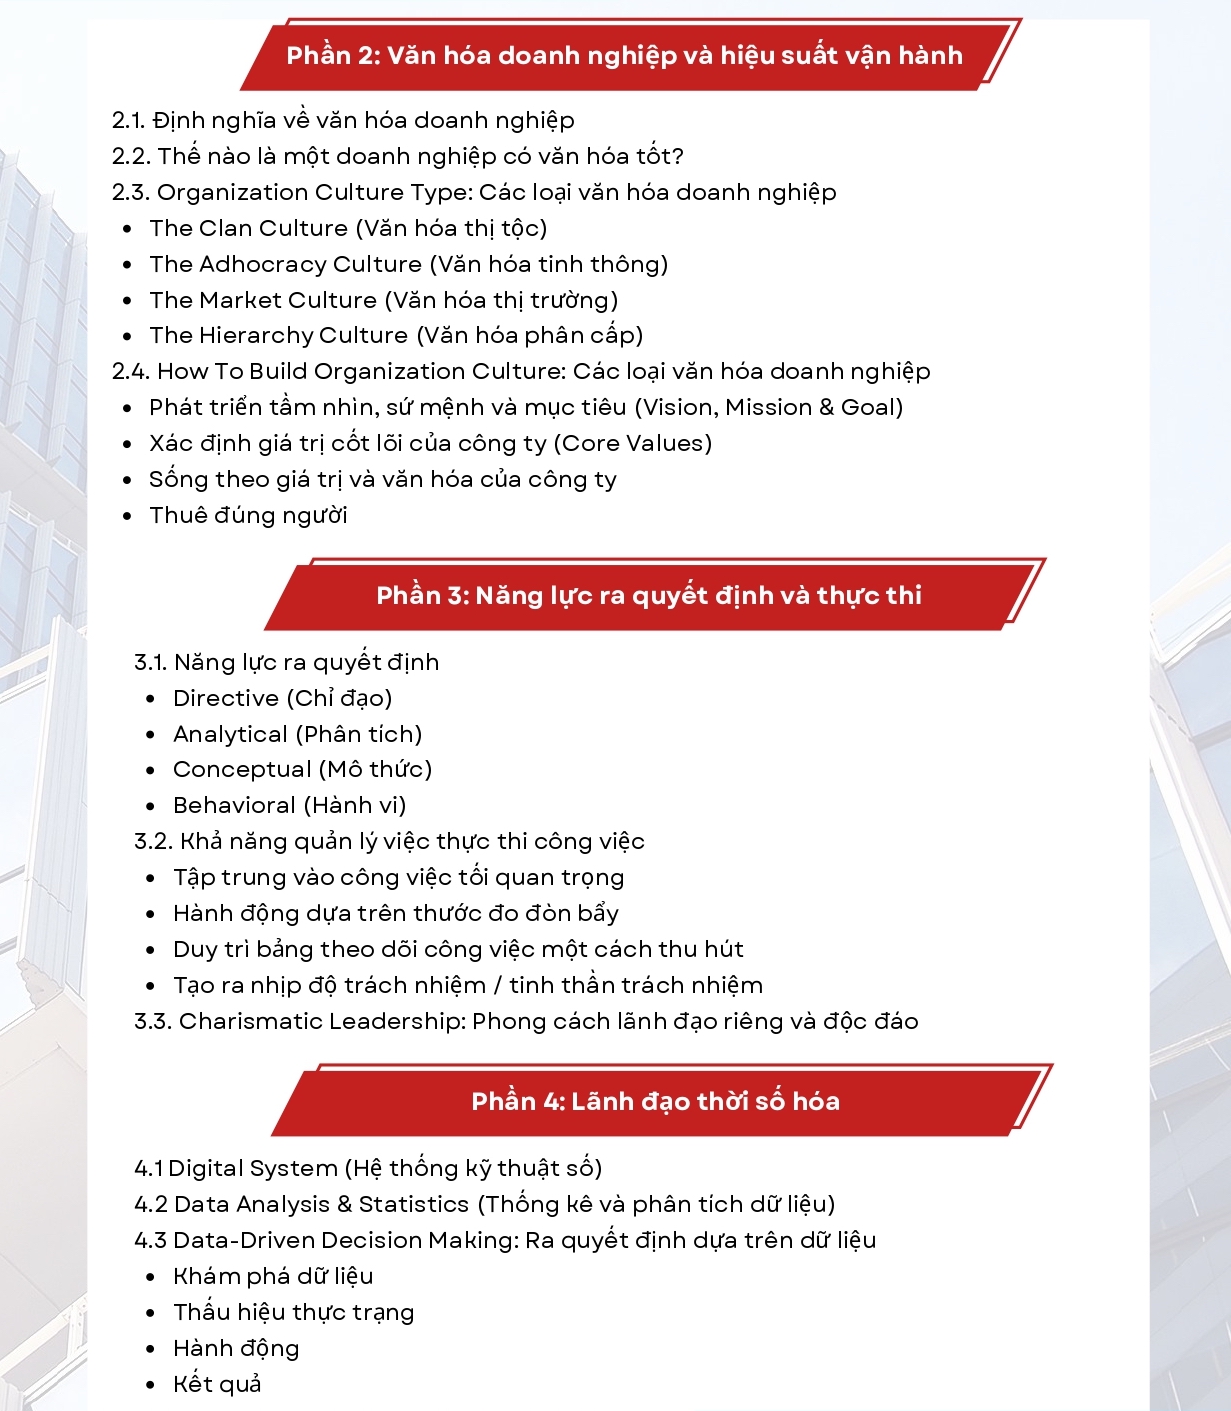 Phần 2: Văn hóa doanh nghiệp và hiệu suất vận hành
2.1. Định nghĩa về văn hóa doanh nghiệp
2.2. Thế nào là một doanh nghiệp có văn hóa tốt?
2.3. Organization Culture Type: Các loại văn hóa doanh nghiệp
• The Clan Culture (Văn hóa thị tộc)
• The Adhocracy Culture (Văn hóa tinh thông)
• The Market Culture (Văn hóa thị trường)
• The Hierarchy Culture (Văn hóa phân cấp)
2.4. How To Build Organization Culture: Các loại văn hóa doanh nghiệp
• Phát triển tầm nhìn, sứ mệnh và mục tiêu (Vision, Mission & Goal)
• Xác định giá trị cốt lõi của công ty (Core Values)
• Sống theo giá trị và văn hóa của công ty
• Thuê đúng người
Phần 3: Năng lực ra quyết định và thực thi
3.1. Năng lực ra quyết định
• Directive (Chỉ đạo)
• Analytical (Phân tích)
• Conceptual (Mô thức)
• Behavioral (Hành vi)
3.2. Khả năng quản lý việc thực thi công việc
• Tập trung vào công việc tối quan trọng
• Hành động dựa trên thước đo đòn bẩy
• Duy trì bảng theo dõi công việc một cách thu hút
• Tạo ra nhịp độ trách nhiệm / tinh thần trách nhiệm
3.3. Charismatic Leadership: Phong cách lãnh đạo riêng và độc đáo
Phần 4: Lãnh đạo thời số hóa
4.1 Digital System (Hệ thống kỹ thuật số)
4.2 Data Analysis & Statistics (Thống kê và phân tích dữ liệu)
4.3 Data-Driven Decision Making: Ra quyết định dựa trên dữ liệu
• Khám phá dữ liệu
• Thấu hiệu thực trạng
• Hành động
• Kết quả